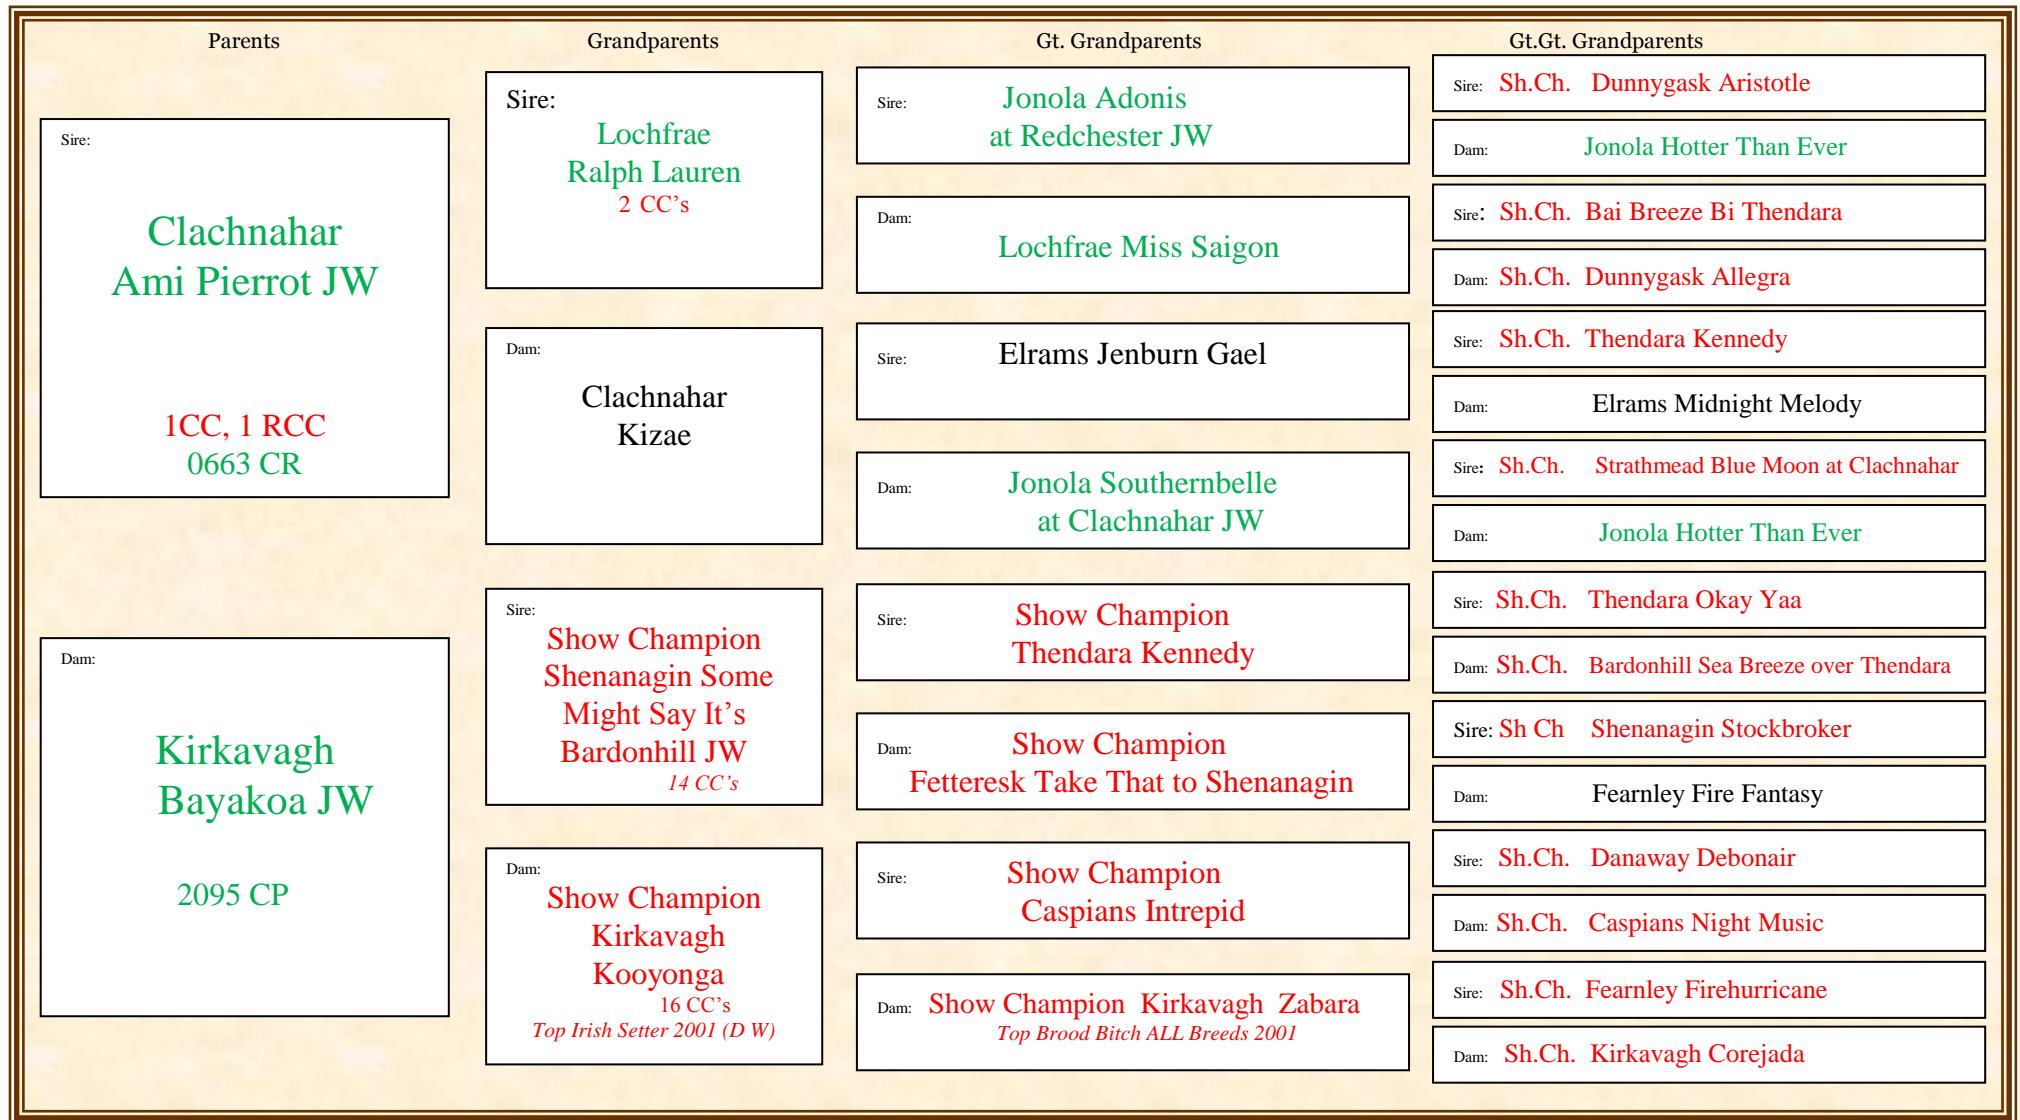 Parents
Grandparents
Gt. Grandparents
Gt.Gt. Grandparents
Sire:
Clachnahar
Ami Pierrot JW
1CC, 1 RCC
0663 CR
Dam:
Kirkavagh
Bayakoa JW
2095 CP
Sire:
Lochfrae
Ralph Lauren
2 CC’s
Dam:
Clachnahar
Kizae
Sire:
Show Champion
Shenanagin Some
Might Say It’s
Bardonhill JW
14 CC’s
Dam:
Show Champion
Kirkavagh
Kooyonga
16 CC’s
Top Irish Setter 2001 (D W)
Sire: Jonola Adonis
at Redchester JW
Dam:
Lochfrae Miss Saigon
Sire: Elrams Jenburn Gael
Dam: Jonola Southernbelle
at Clachnahar JW
Sire: Show Champion
Thendara Kennedy
Dam: Show Champion
Fetteresk Take That to Shenanagin
Sire: Show Champion
Caspians Intrepid
Dam: Show Champion Kirkavagh Zabara
Top Brood Bitch ALL Breeds 2001
Sire: Sh.Ch. Dunnygask Aristotle
Dam: Jonola Hotter Than Ever
Sire: Sh.Ch. Bai Breeze Bi Thendara
Dam: Sh.Ch. Dunnygask Allegra
Sire: Sh.Ch. Thendara Kennedy
Dam: Elrams Midnight Melody
Sire: Sh.Ch. Strathmead Blue Moon at Clachnahar
Dam: Jonola Hotter Than Ever
Sire: Sh.Ch. Thendara Okay Yaa
Dam: Sh.Ch. Bardonhill Sea Breeze over Thendara
Sire: Sh Ch Shenanagin Stockbroker
Dam: Fearnley Fire Fantasy
Sire: Sh.Ch. Danaway Debonair
Dam: Sh.Ch. Caspians Night Music
Sire: Sh.Ch. Fearnley Firehurricane
Dam: Sh.Ch. Kirkavagh Corejada